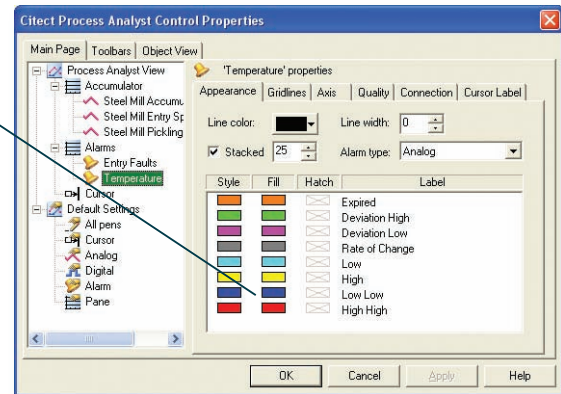 Citect Process Analyst Control Properties
Main Page Toolbars Object View
Process Analyst View
Accumulator
Steel Mill Accumu
Steel Mill Entry Sp
Steel Mill Pickling
Alarms
Entry Faults
Temperature
Cursor
Default Settings
All pens
Cursor
Analog
Digital
Alarm
Pane
'Temperature' properties
Appearance Gridlines Axis Quality Connection Cursor Label
Line color: Line width: 0
Stacked 25 Alarm type: Analog
Style Fill Hatch Label
Expired
Deviation High
Deviation Low
Rate of Change
Low
High
Low Low
High High
OK Cancel Apply Help